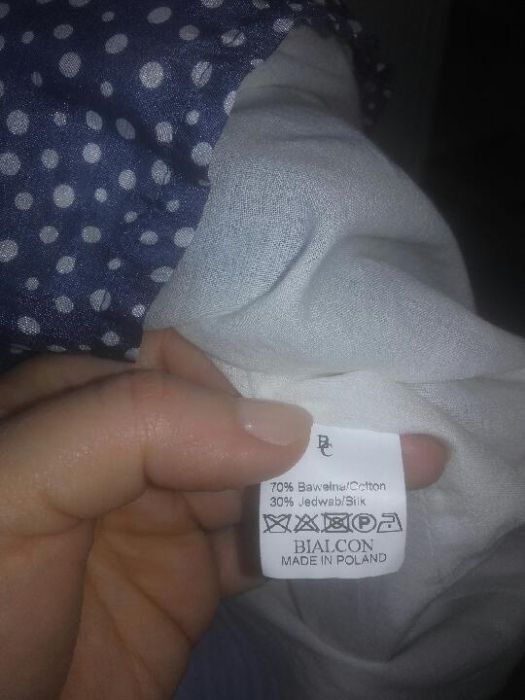 BC
70% Bawełna/Cotton
30% Jedwab/Silk
P
BIALCON
MADE IN POLAND